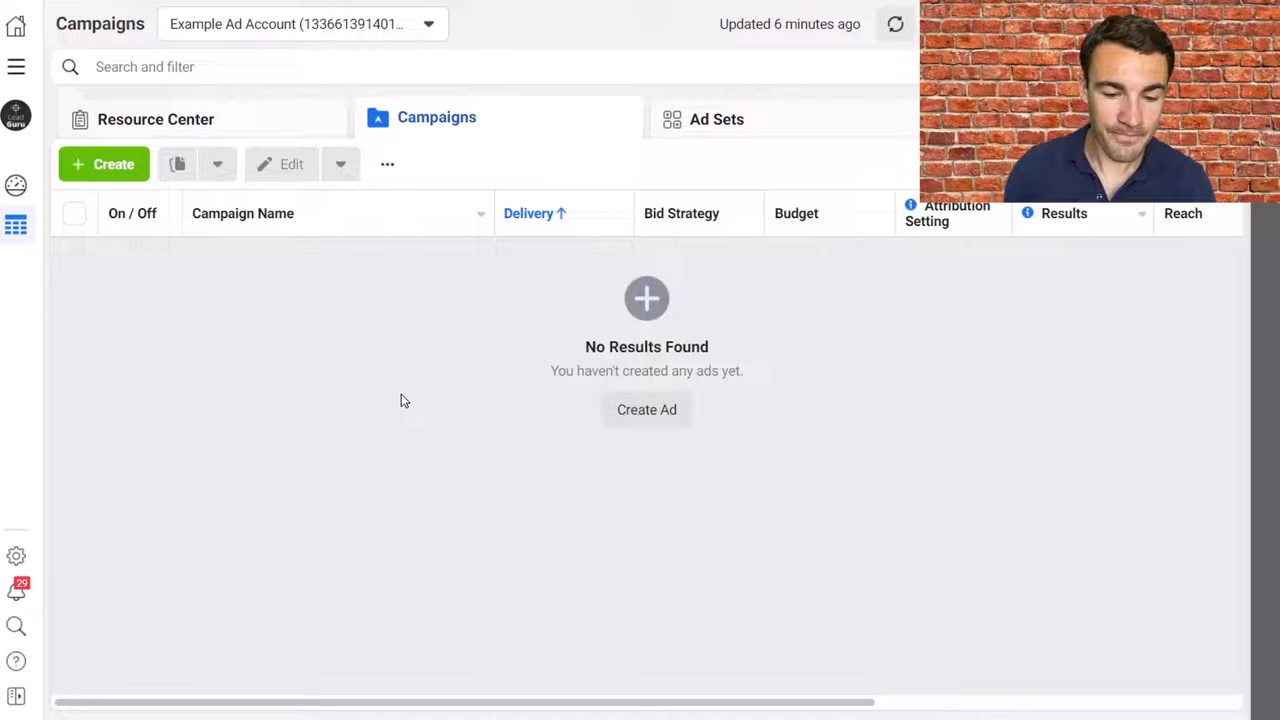 Campaigns
Example Ad Account (133661391401...
Updated 6 minutes ago
Search and filter
Lead
Guru
Resource Center
Campaigns
Ad Sets
+ Create
Edit
...
On / Off
Campaign Name
Delivery ↑
Bid Strategy
Budget
Attribution
Setting
Results
Reach
No Results Found
You haven't created any ads yet.
Create Ad
29